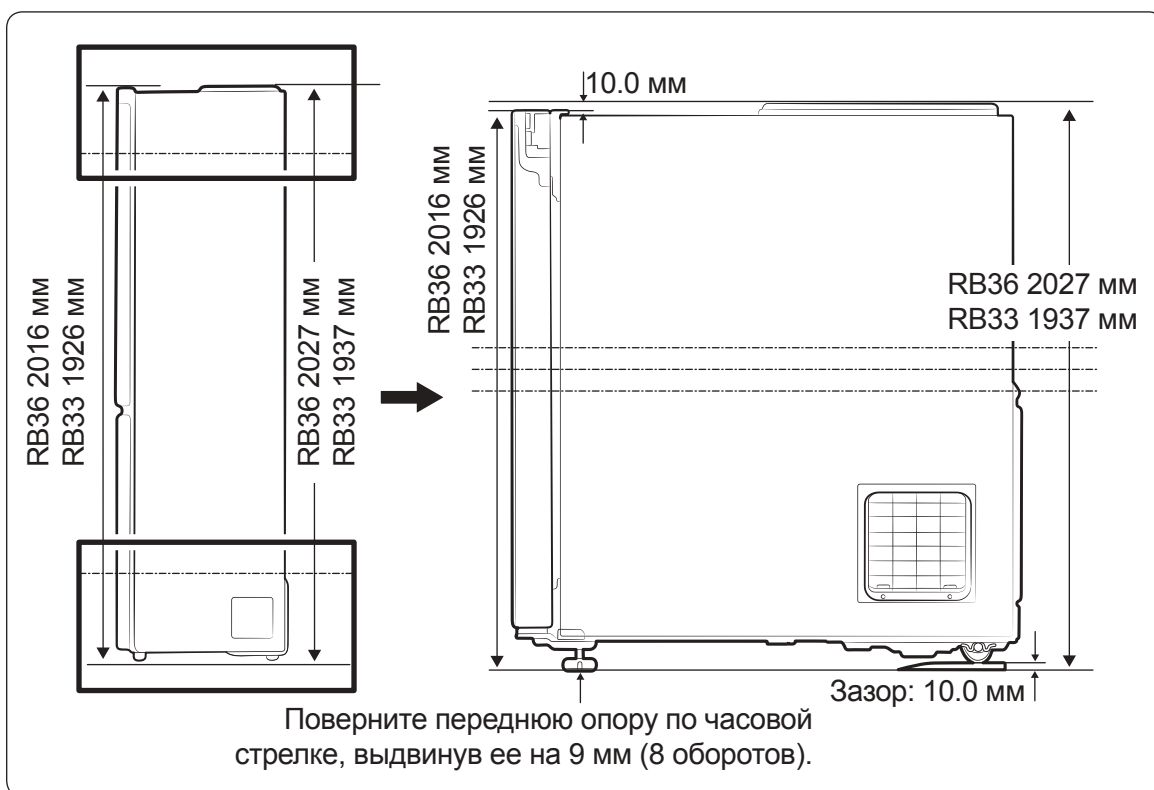 10.0 мм
RB36 2016 мм
RB33 1926 мм
RB36 2027 мм
RB33 1937 мм
RB36 2016 мм
RB33 1926 мм
RB36 2027 мм
RB33 1937 мм
Зазор: 10.0 мм
Поверните переднюю опору по часовой
стрелке, выдвинув ее на 9 мм (8 оборотов).